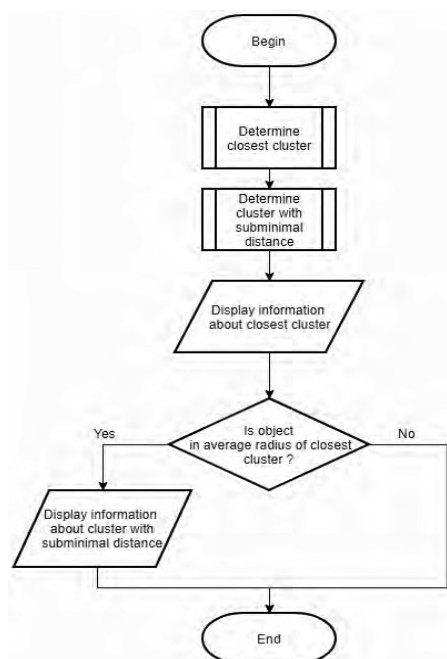 Begin
Determine
closest cluster
Determine
cluster with
subminimal
distance
Display information
about closest cluster
Is object
in average radius of closest
cluster ?
Yes
No
Display information
about cluster with
subminimal distance
End